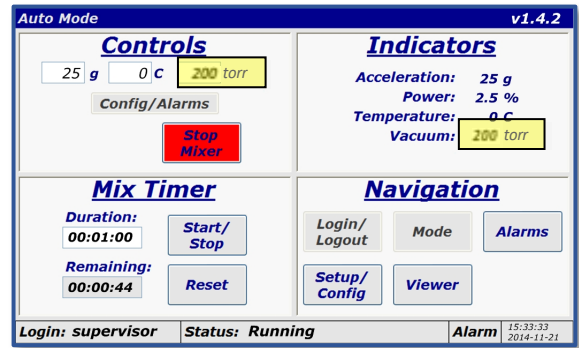 Auto Mode v1.4.2
Controls
25 g 0 C 200 torr
Config/Alarms
Stop
Mixer
Indicators
Acceleration: 25 g
Power: 2.5 %
Temperature: 0 C
Vacuum: 200 torr
Mix Timer
Duration:
00:01:00
Start/
Stop
Remaining:
00:00:44
Reset
Navigation
Login/
Logout
Mode
Alarms
Setup/
Config
Viewer
Login: supervisor Status: Running Alarm 15:33:33
2014-11-21